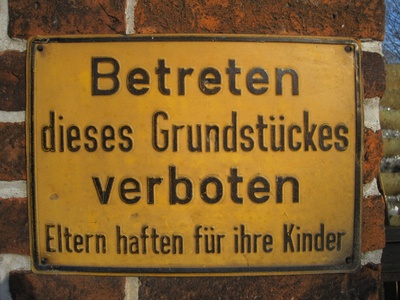 Betreten
dieses Grundstückes
verboten
Eltern haften für ihre Kinder